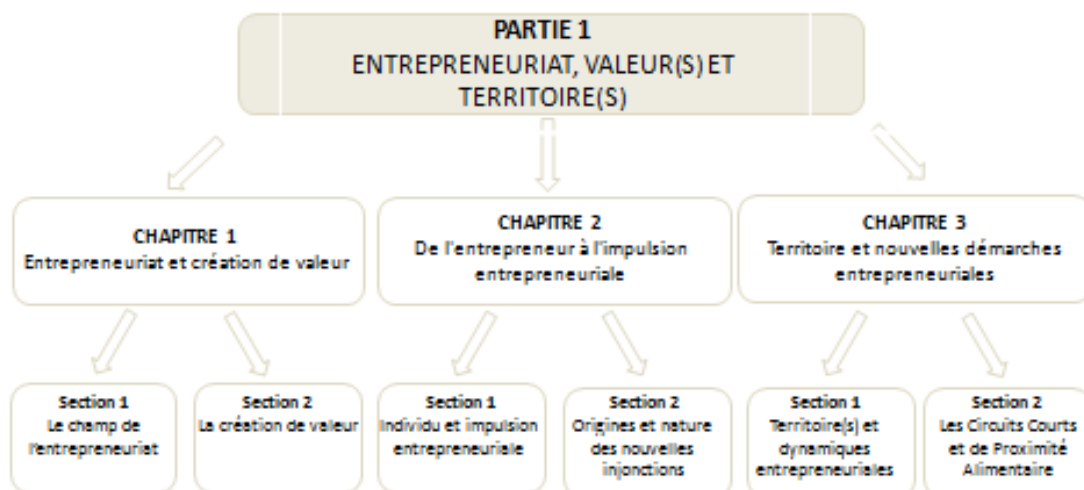 PARTIE 1
ENTREPRENEURIAT, VALEUR(S) ET
TERRITOIRE(S)
CHAPITRE 1
Entrepreneuriat et création de valeur
CHAPITRE 2
De l'entrepreneur à l'impulsion
entrepreneuriale
CHAPITRE 3
Territoire et nouvelles démarches
entrepreneuriales
Section 1
Le champ de
l'entrepreneuriat
Section 2
La création de valeur
Section 1
Individu et impulsion
entrepreneuriale
Section 2
Origines et nature
des nouvelles
injonctions
Section 1
Territoire(s) et
dynamiques
entrepreneuriales
Section 2
Les Circuits Courts
et de Proximité
Alimentaire